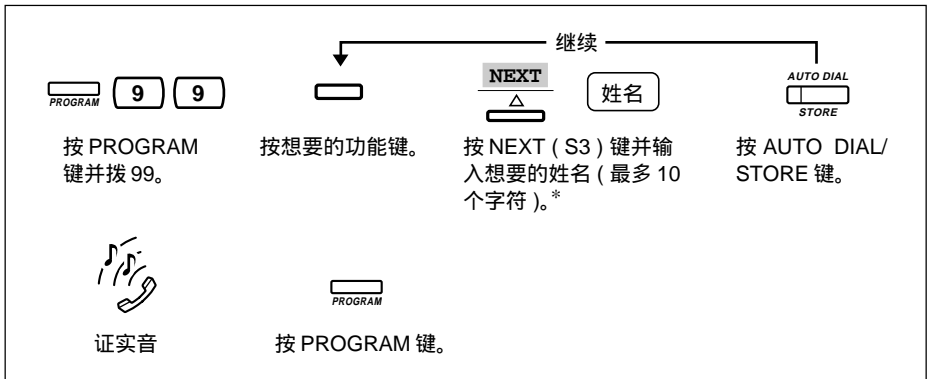 继续
PROGRAM
9 9
NEXT
姓名
AUTO DIAL
STORE
按 PROGRAM
键并拨 99。
按想要的功能键。
按 NEXT ( S3 ) 键并输
入想要的姓名 ( 最多 10
个字符 )。*
按 AUTO DIAL/
STORE 键。
PROGRAM
证实音
按 PROGRAM 键。